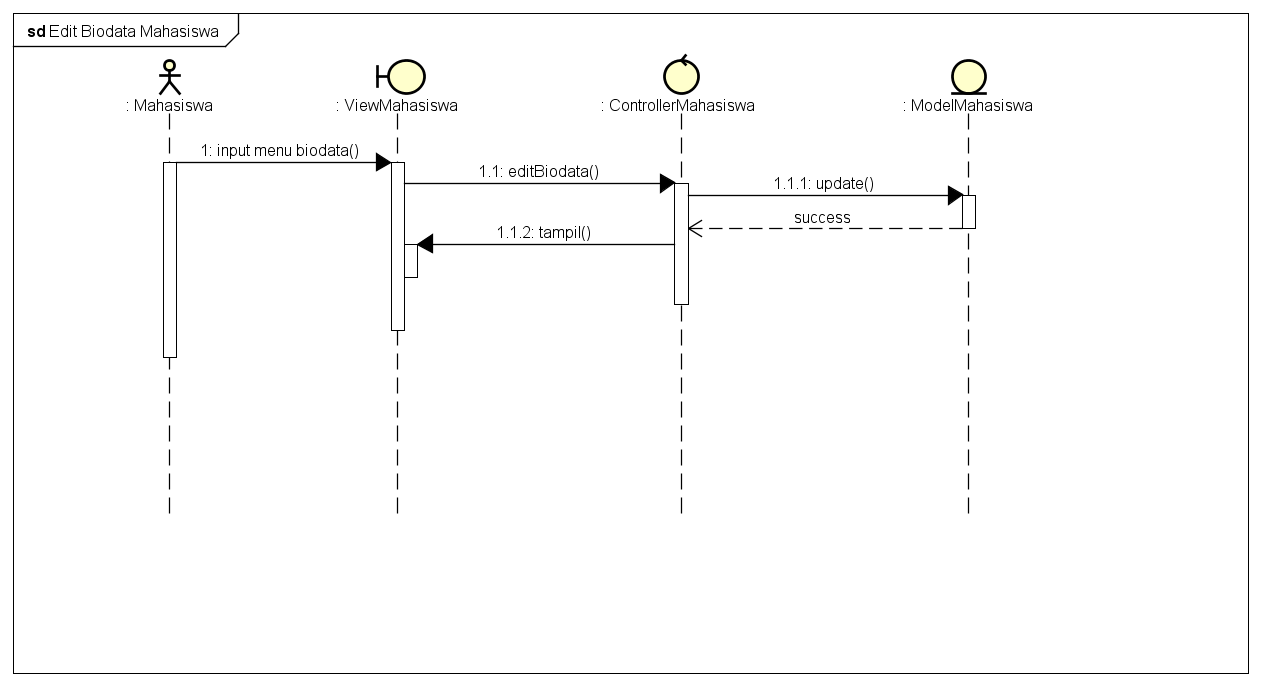 sd Edit Biodata Mahasiswa
: Mahasiswa
: ViewMahasiswa
: ControllerMahasiswa
: ModelMahasiswa
1: input menu biodata()
1.1: editBiodata()
1.1.1: update()
success
1.1.2: tampil()